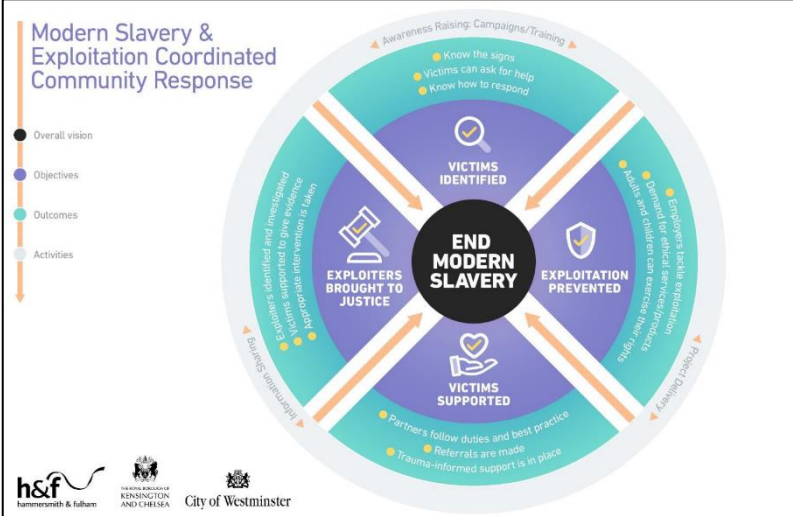 Modern Slavery &
Exploitation Coordinated
Community Response
Overall vision
Objectives
Outcomes
Activities
Awareness Raising: Campaigns/Training
Know the signs
Victims can ask for help
Know how to respond
VICTIMS
IDENTIFIED
Exploiters identified and investigated
Victims supported to give evidence
Appropriate intervention is taken
EXPLOITERS
BROUGHT TO
JUSTICE
END
MODERN
SLAVERY
EXPLOITATION
PREVENTED
Employers tackle exploitation
Demand for ethical services/products
Adults and children can exercise their rights
VICTIMS
SUPPORTED
Partners follow duties and best practice
Referrals are made
Trauma-informed support is in place
Information Sharing
Project Delivery
h&f
hammersmith & fulham
THE ROYAL BOROUGH OF
KENSINGTON
AND CHELSEA
City of Westminster